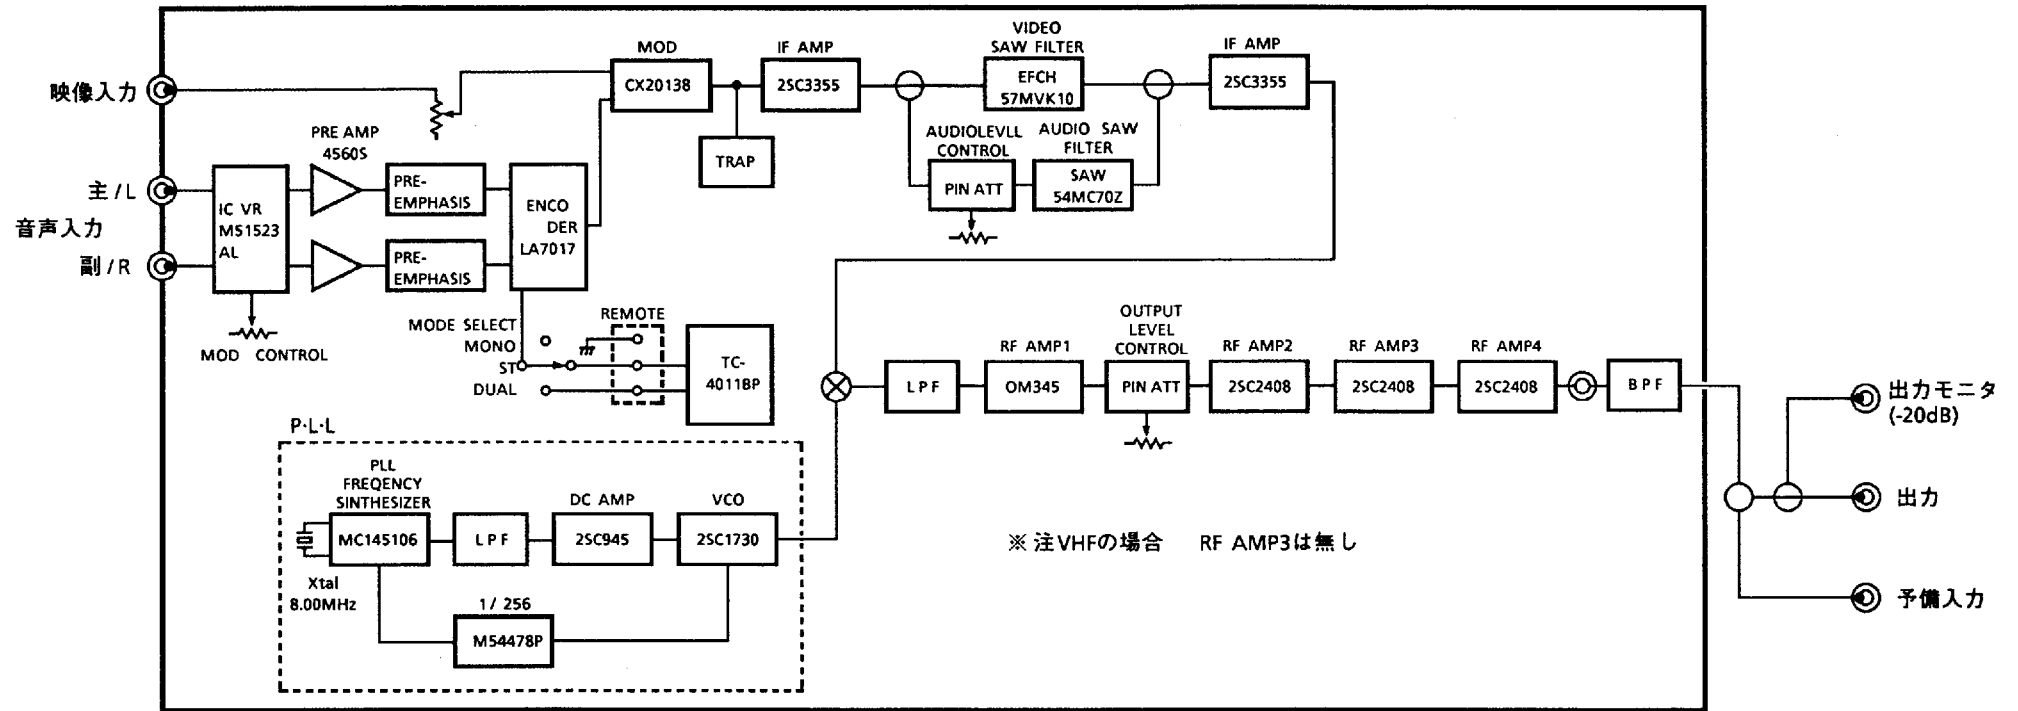 映像入力
主/L
音声入力
副/R
IC VR
M51523
AL
MOD CONTROL
PRE AMP
4560S
PRE-
EMPHASIS
PRE-
EMPHASIS
ENCO
DER
LA7017
MOD
CX20138
TRAP
IF AMP
2SC3355
VIDEO
SAW FILTER
EFCH
57MVK10
AUDIOLEVLL
CONTROL
PIN ATT
AUDIO SAW
FILTER
SAW
54MC70Z
IF AMP
2SC3355
MODE SELECT
MONO
ST
DUAL
REMOTE
TC-
4011BP
P·L·L
PLL
FREQENCY
SINTHESIZER
MC145106
Xtal
8.00MHz
LPF
DC AMP
2SC945
VCO
2SC1730
1/256
M54478P
LPF
RF AMP1
OM345
OUTPUT
LEVEL
CONTROL
PIN ATT
RF AMP2
2SC2408
RF AMP3
2SC2408
RF AMP4
2SC2408
BPF
※注VHFの場合 RF AMP3は無し
出力モニタ
(-20dB)
出力
予備入力